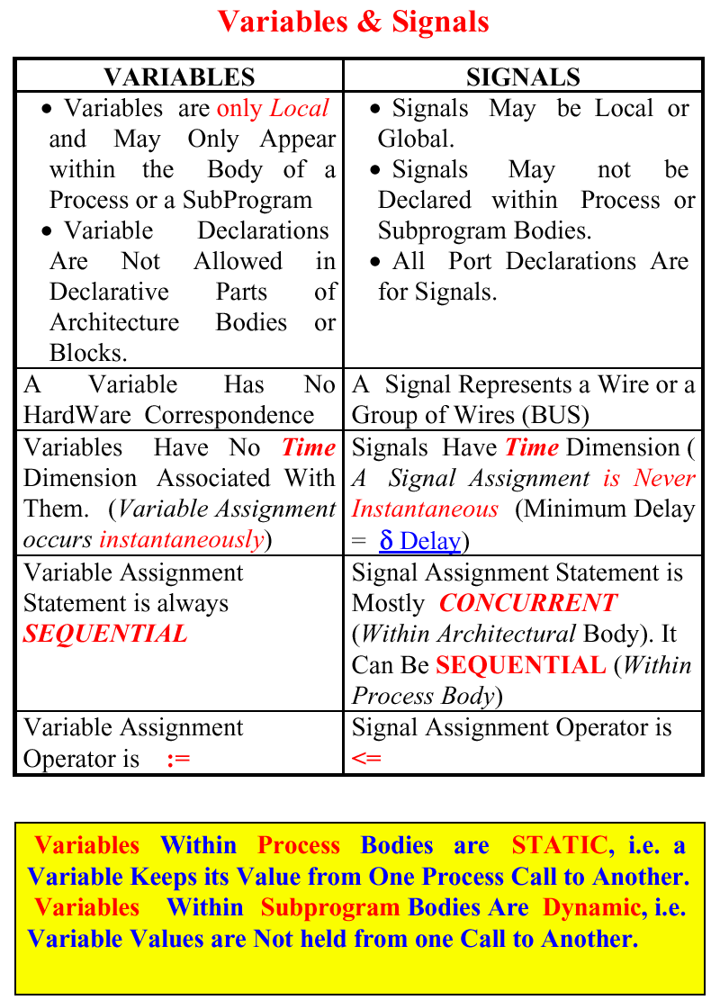 Variables & Signals
VARIABLES
SIGNALS
• Variables are only Local
and May Only Appear
within the Body of a
Process or a SubProgram
• Variable Declarations
Are Not Allowed in
Declarative Parts of
Architecture Bodies or
Blocks.
• Signals May be Local or
Global.
• Signals May not be
Declared within Process or
Subprogram Bodies.
• All Port Declarations Are
for Signals.
A Variable Has No
HardWare Correspondence
A Signal Represents a Wire or a
Group of Wires (BUS)
Variables Have No Time
Dimension Associated With
Them. (Variable Assignment
occurs instantaneously)
Signals Have Time Dimension (
A Signal Assignment is Never
Instantaneous (Minimum Delay
= δ Delay)
Variable Assignment
Statement is always
SEQUENTIAL
Signal Assignment Statement is
Mostly CONCURRENT
(Within Architectural Body). It
Can Be SEQUENTIAL (Within
Process Body)
Variable Assignment
Operator is :=
Signal Assignment Operator is
<=
Variables Within Process Bodies are STATIC, i.e. a
Variable Keeps its Value from One Process Call to Another.
Variables Within Subprogram Bodies Are Dynamic, i.e.
Variable Values are Not held from one Call to Another.